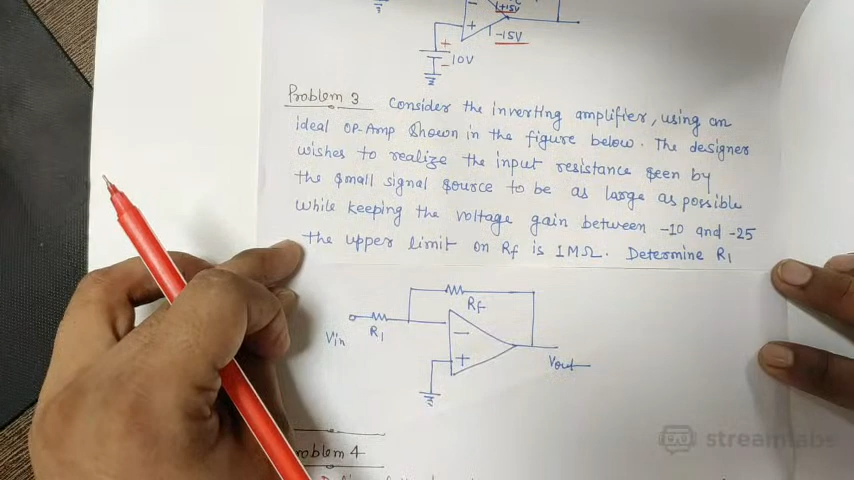 +15V
-15V
+
10V
Problem 3 Consider the inverting amplifier, using an
ideal OP-Amp shown in the figure below. The designer
wishes to realize the input resistance seen by
the small signal source to be as large as possible
while keeping the voltage gain between -10 and -25
the upper limit on Rf is 1MΩ. Determine R1
Rf
R1
Vin
Vout
roblem 4
streamlabs